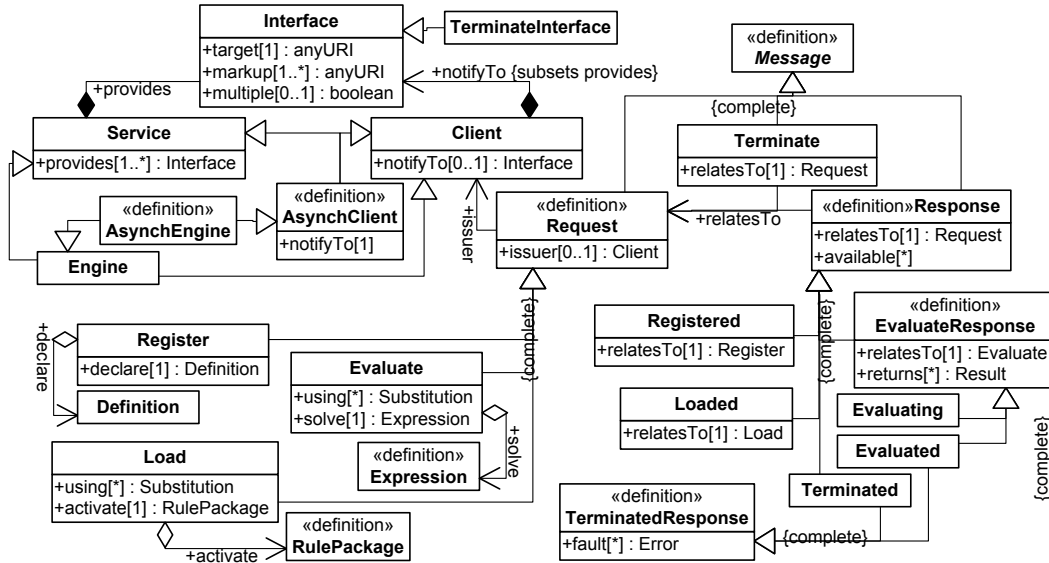 Interface
+target[1] : anyURI
+markup[1..*] : anyURI
+multiple[0..1] : boolean
TerminateInterface
«definition»
Message
+provides
+notifyTo {subsets provides}
{complete}
Service
+provides[1..*] : Interface
Client
+notifyTo[0..1] : Interface
Terminate
+relatesTo[1] : Request
«definition»
AsynchEngine
«definition»
AsynchClient
+notifyTo[1]
+issuer
«definition»
Request
+issuer[0..1] : Client
+relatesTo
«definition»Response
+relatesTo[1] : Request
+available[*]
Engine
{complete}
{complete}
+declare
Register
+declare[1] : Definition
Definition
Evaluate
+using[*] : Substitution
+solve[1] : Expression
+solve
«definition»
Expression
Registered
+relatesTo[1] : Register
«definition»
EvaluateResponse
+relatesTo[1] : Evaluate
+returns[*] : Result
Loaded
+relatesTo[1] : Load
Evaluating
Evaluated
{complete}
Load
+using[*] : Substitution
+activate[1] : RulePackage
+activate
«definition»
RulePackage
Terminated
«definition»
TerminatedResponse
+fault[*] : Error
{complete}